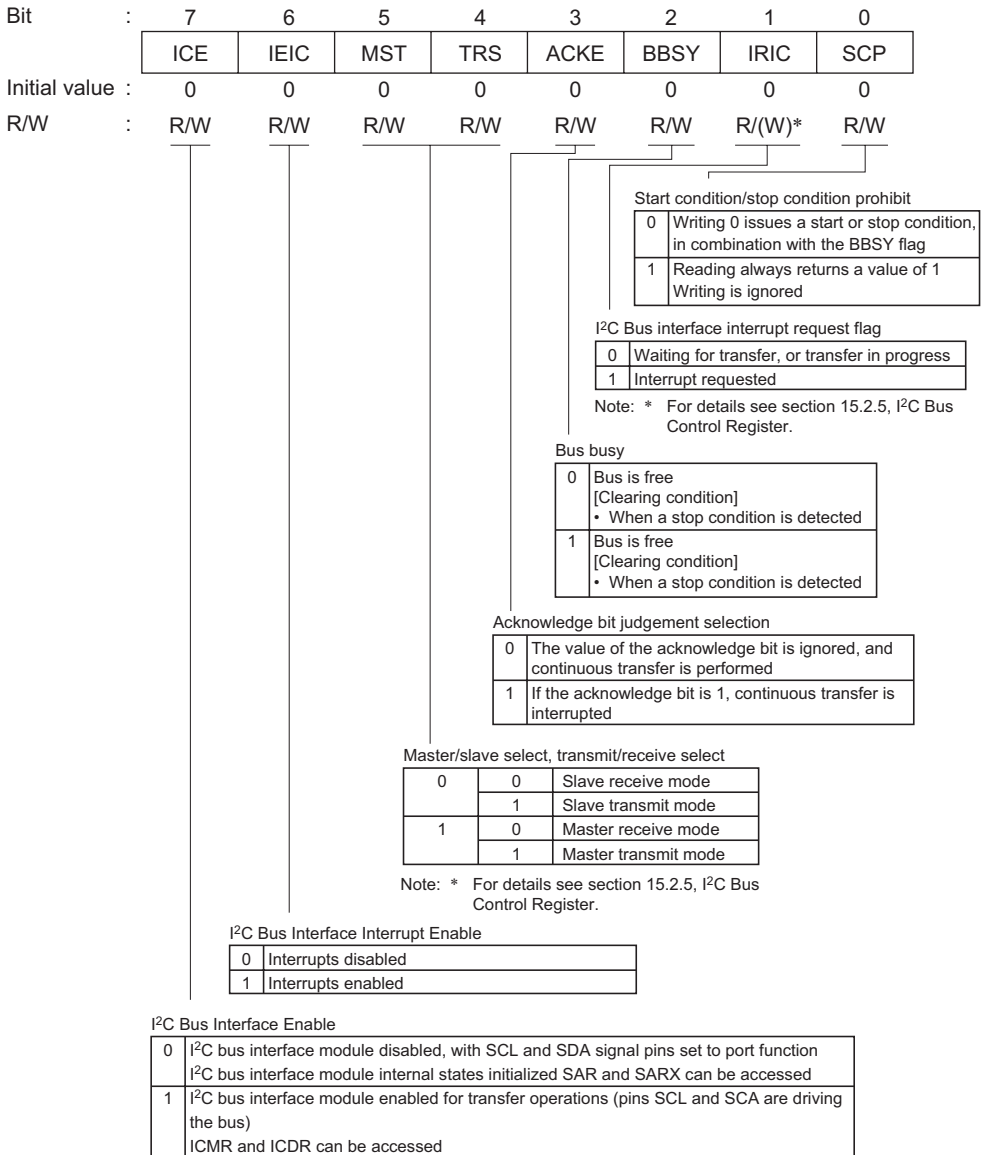 Bit : 7 6 5 4 3 2 1 0
ICE IEIC MST TRS ACKE BBSY IRIC SCP
Initial value : 0 0 0 0 0 0 0 0
R/W : R/W R/W R/W R/W R/W R/W R/(W)* R/W
Start condition/stop condition prohibit
0 Writing 0 issues a start or stop condition,
in combination with the BBSY flag
1 Reading always returns a value of 1
Writing is ignored
I2C Bus interface interrupt request flag
0 Waiting for transfer, or transfer in progress
1 Interrupt requested
Note: * For details see section 15.2.5, I2C Bus
Control Register.
Bus busy
0 Bus is free
[Clearing condition]
• When a stop condition is detected
1 Bus is free
[Clearing condition]
• When a stop condition is detected
Acknowledge bit judgement selection
0 The value of the acknowledge bit is ignored, and
continuous transfer is performed
1 If the acknowledge bit is 1, continuous transfer is
interrupted
Master/slave select, transmit/receive select
0 0 Slave receive mode
1 Slave transmit mode
1 0 Master receive mode
1 Master transmit mode
Note: * For details see section 15.2.5, I2C Bus
Control Register.
I2C Bus Interface Interrupt Enable
0 Interrupts disabled
1 Interrupts enabled
I2C Bus Interface Enable
0 I2C bus interface module disabled, with SCL and SDA signal pins set to port function
I2C bus interface module internal states initialized SAR and SARX can be accessed
1 I2C bus interface module enabled for transfer operations (pins SCL and SCA are driving
the bus)
ICMR and ICDR can be accessed